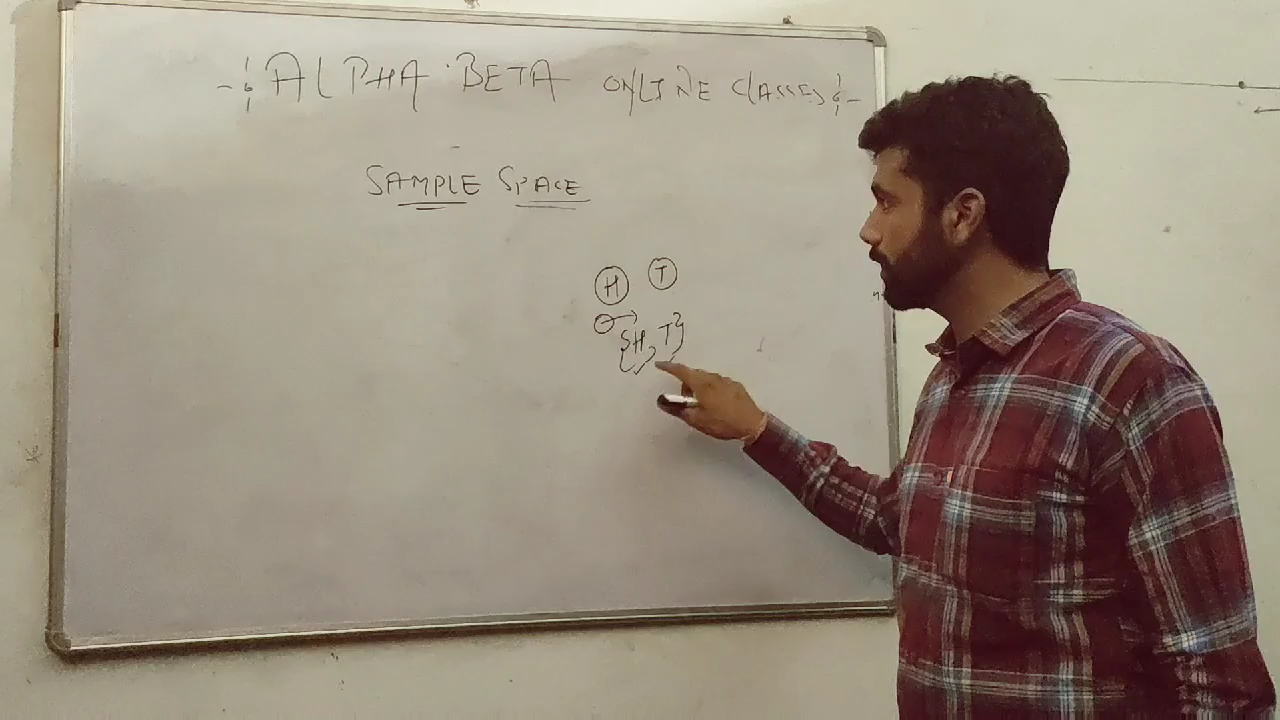 -: ALPHA BETA ONLINE CLASSES :-
SAMPLE SPACE
H T
{H, T}